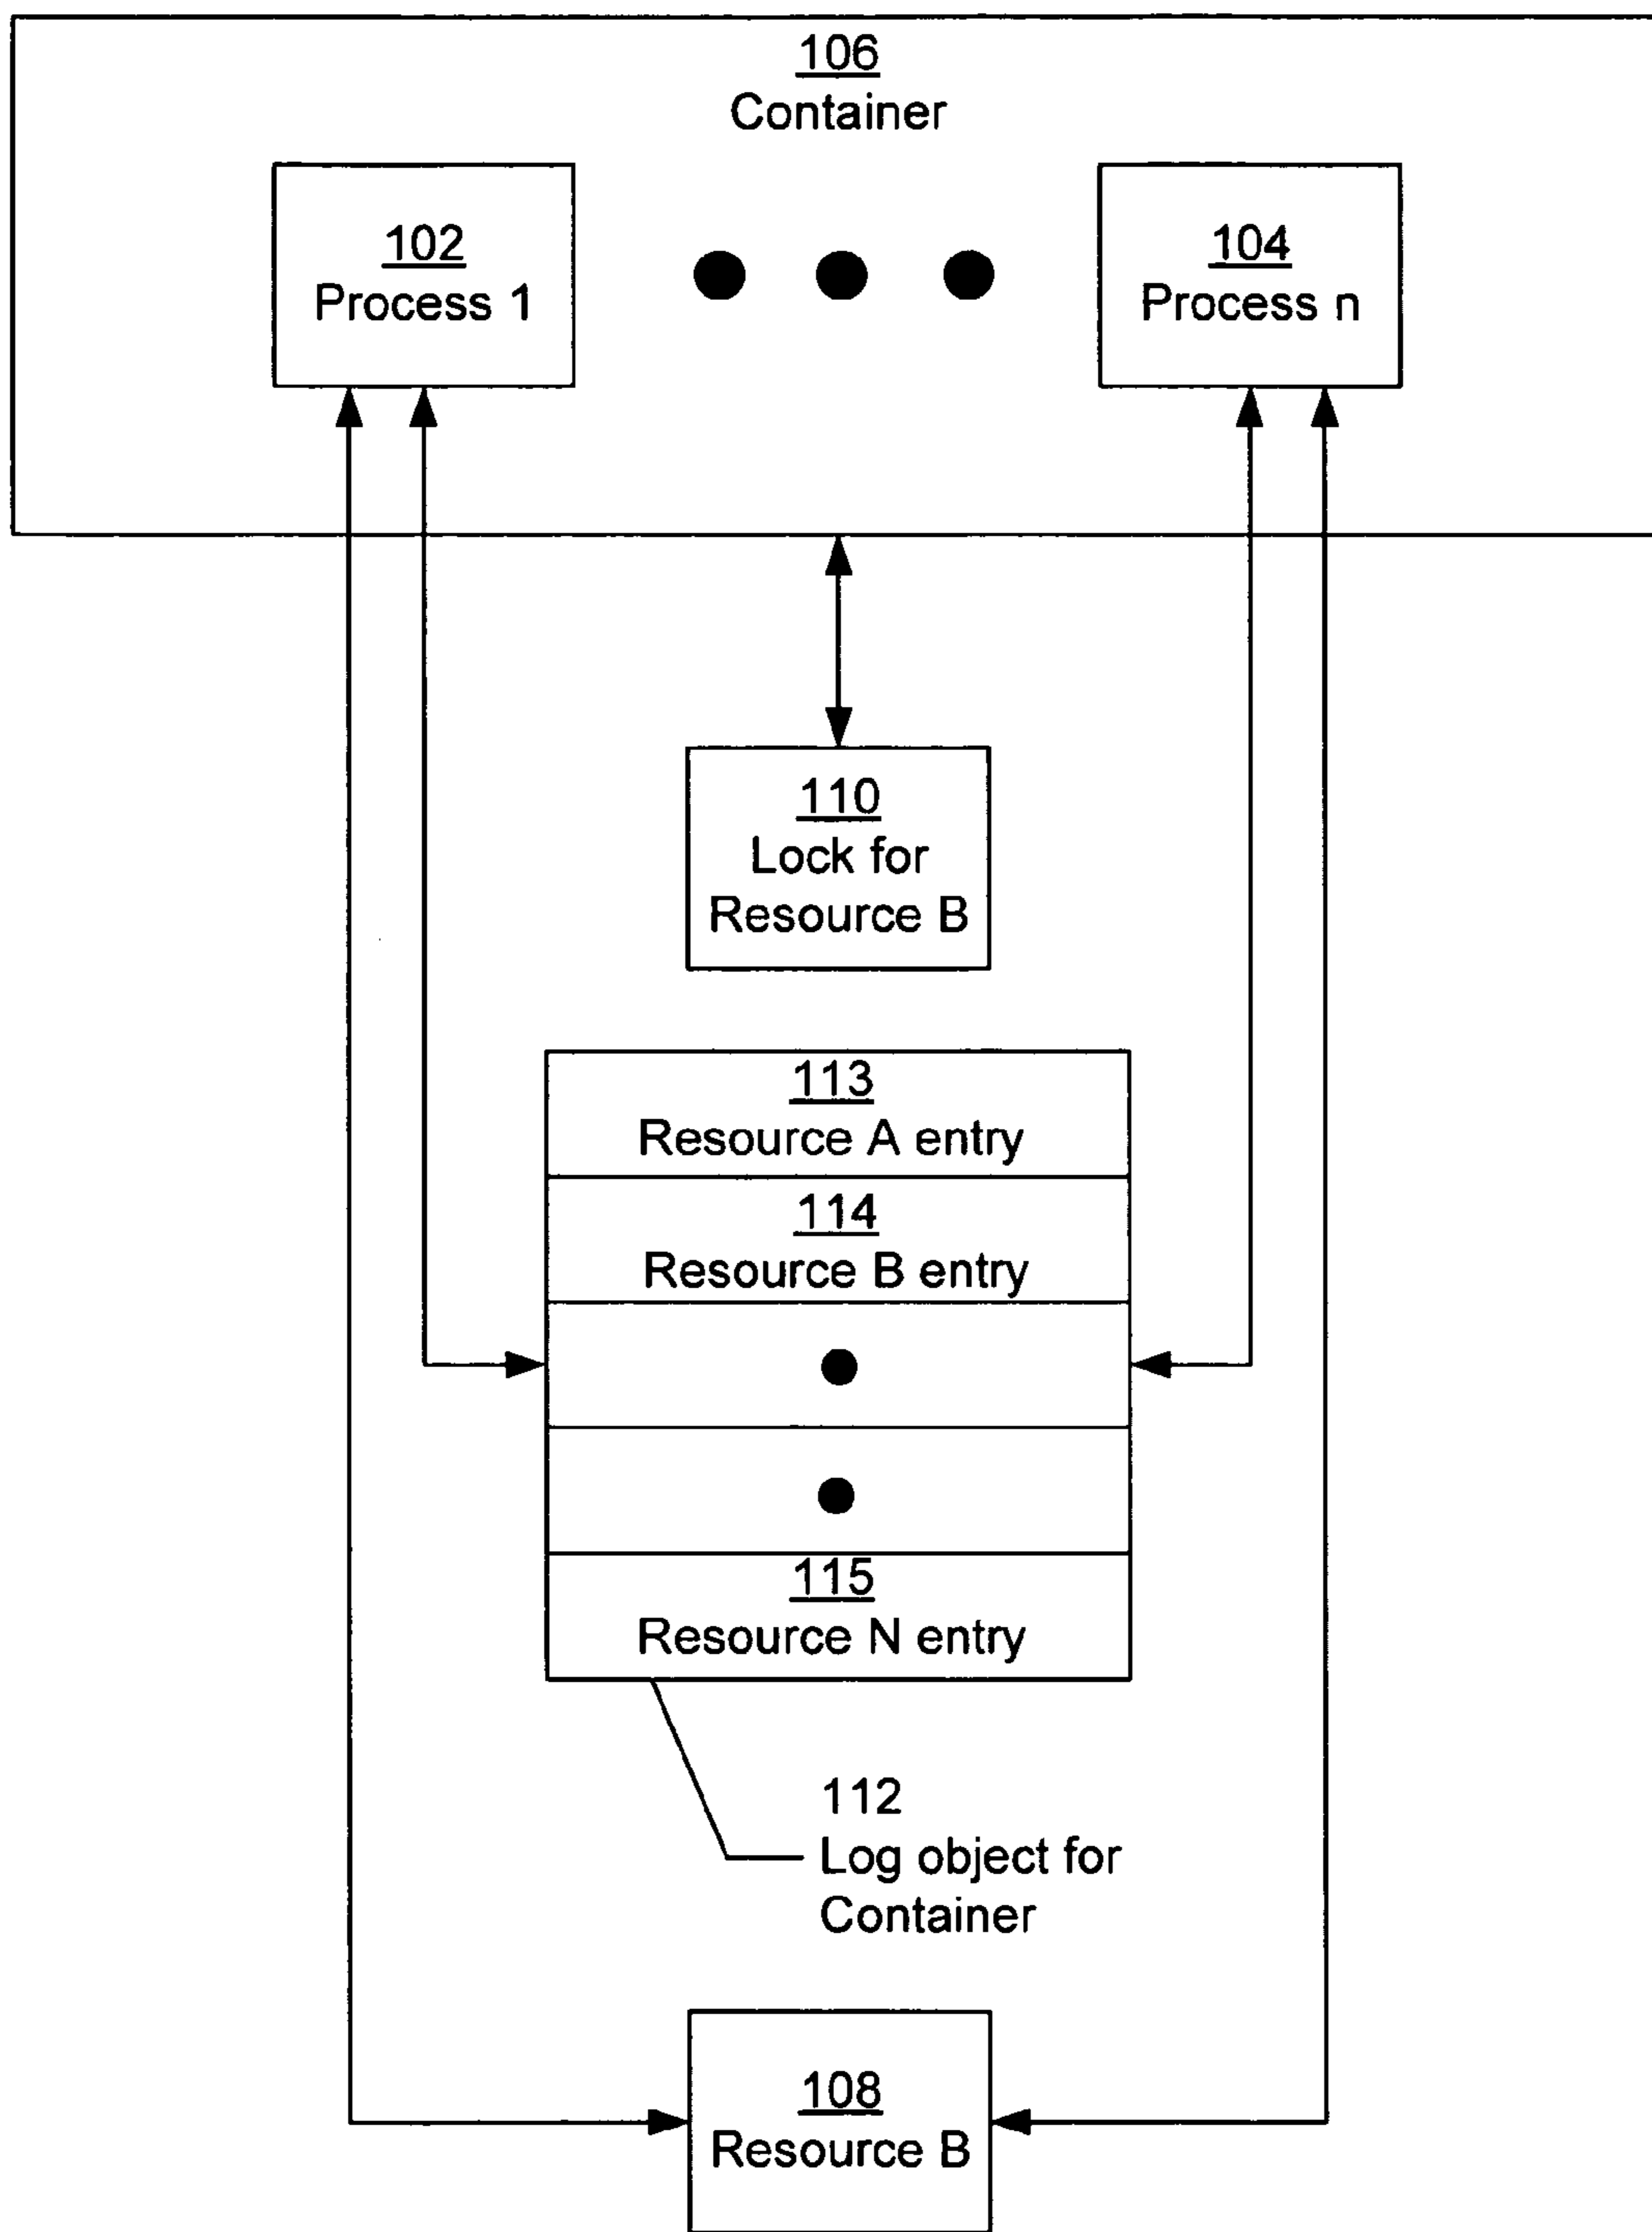 106
Container
102
Process 1
104
Process n
110
Lock for
Resource B
113
Resource A entry
114
Resource B entry
115
Resource N entry
112
Log object for
Container
108
Resource B